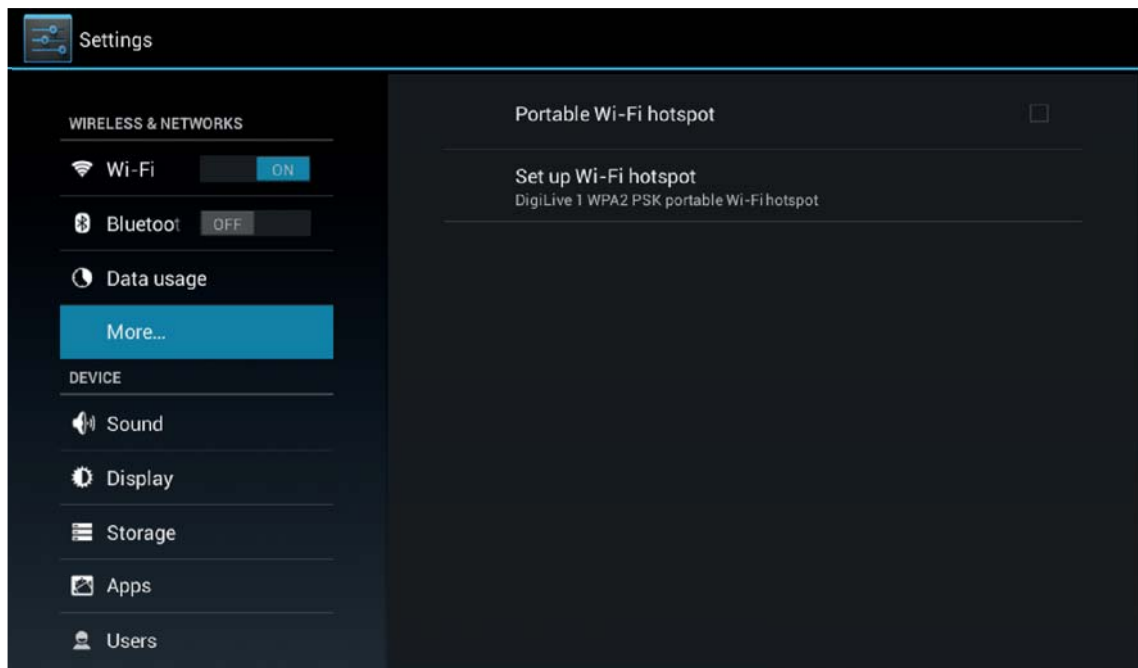 Settings
WIRELESS & NETWORKS
Wi-Fi ON
Bluetoot OFF
Data usage
More...
DEVICE
Sound
Display
Storage
Apps
Users
Portable Wi-Fi hotspot
Set up Wi-Fi hotspot
DigiLive 1 WPA2 PSK portable Wi-Fi hotspot